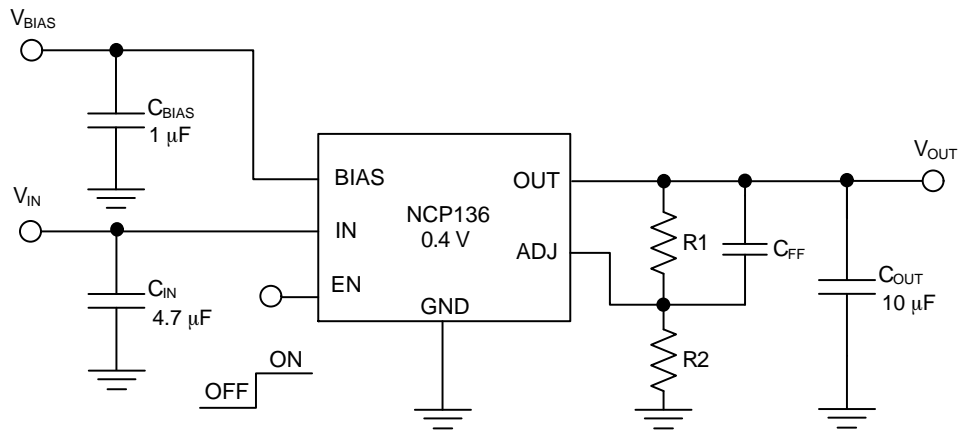 VBIAS
CBIAS
1 μF
VIN
CIN
4.7 μF
BIAS
IN
EN
NCP136
0.4 V
GND
OUT
ADJ
R1
R2
CFF
VOUT
COUT
10 μF
OFF
ON